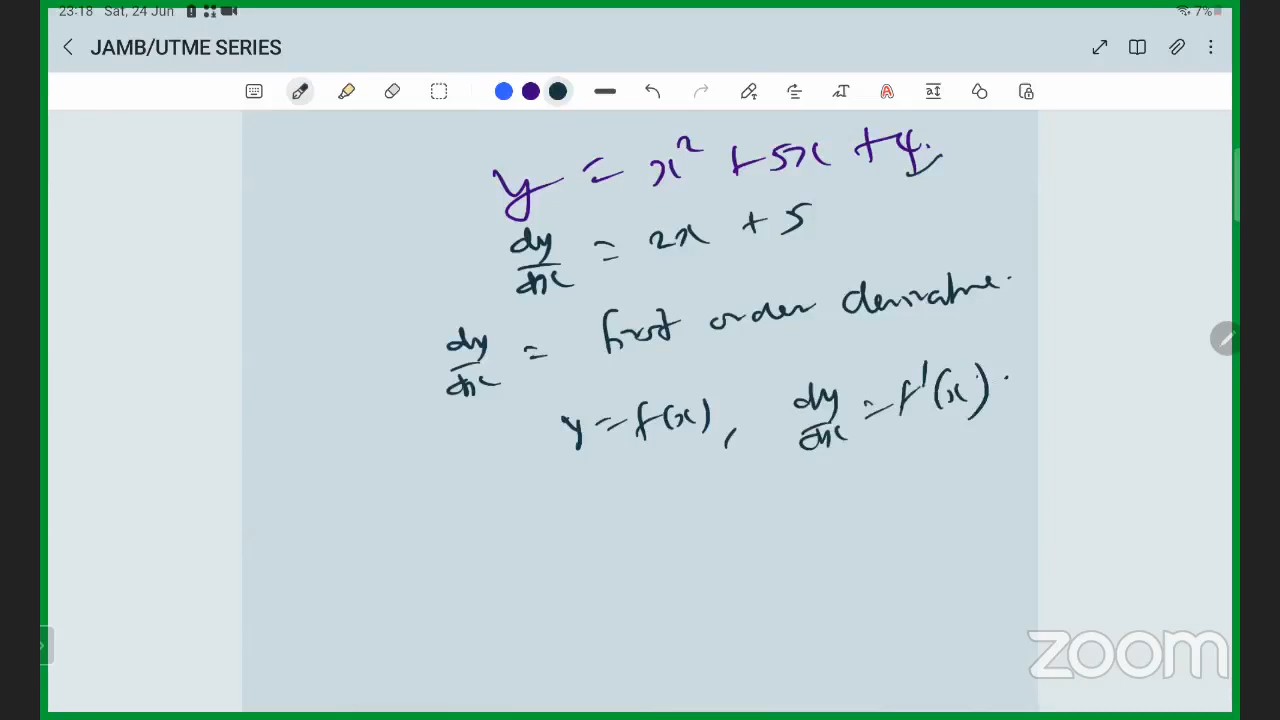 23:18 Sat, 24 Jun 7%
JAMB/UTME SERIES
y = x² + 5x + 4.
dy/dx = 2x + 5
dy/dx = first order derivative.
y = f(x), dy/dx = f'(x).
zoom